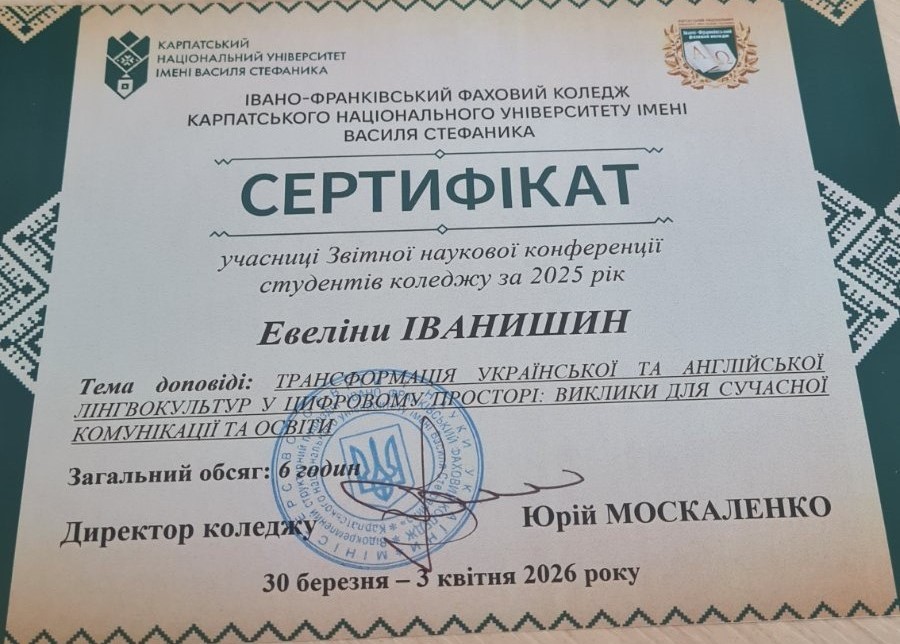 КАРПАТСЬКИЙ
НАЦІОНАЛЬНИЙ УНІВЕРСИТЕТ
ІМЕНІ ВАСИЛЯ СТЕФАНИКА
ІВАНО-ФРАНКІВСЬКИЙ ФАХОВИЙ КОЛЕДЖ
КАРПАТСЬКОГО НАЦІОНАЛЬНОГО УНІВЕРСИТЕТУ ІМЕНІ
ВАСИЛЯ СТЕФАНИКА
СЕРТИФІКАТ
учасниці Звітної наукової конференції
студентів коледжу за 2025 рік
Евеліни ІВАНИШИН
Тема доповіді: ТРАНСФОРМАЦІЯ УКРАЇНСЬКОЇ ТА АНГЛІЙСЬКОЇ
ЛІНГВОКУЛЬТУР У ЦИФРОВОМУ ПРОСТОРІ: ВИКЛИКИ ДЛЯ СУЧАСНОЇ
КОМУНІКАЦІЇ ТА ОСВІТИ
Загальний обсяг: 6 годин
Директор коледжу
Юрій МОСКАЛЕНКО
30 березня – 3 квітня 2026 року